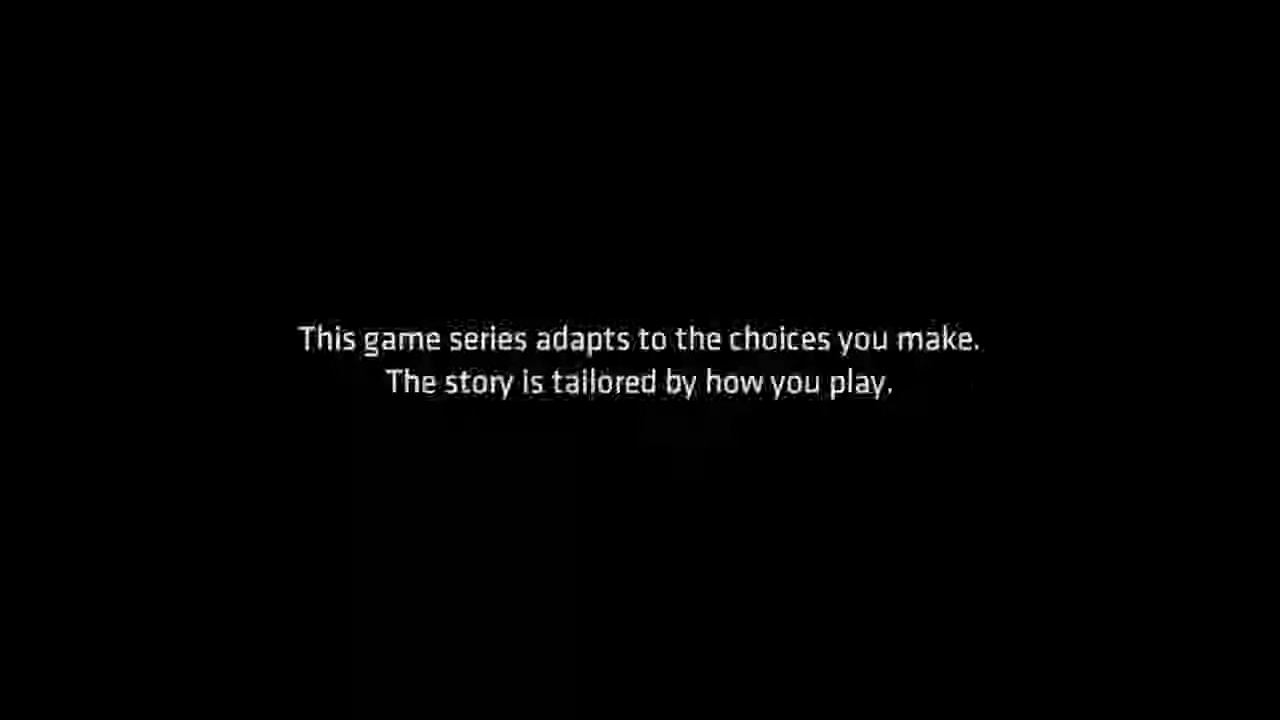 This game series adapts to the choices you make.
The story is tailored by how you play.